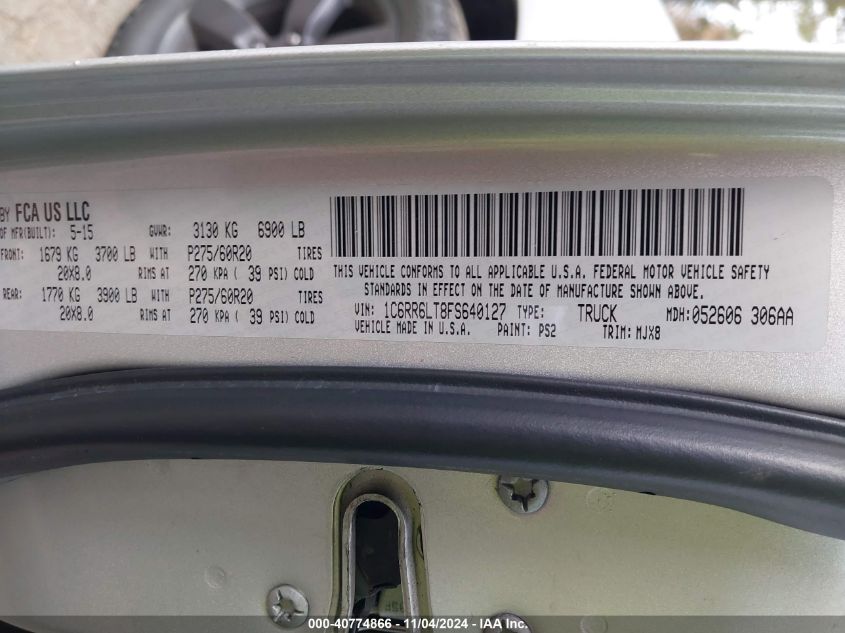 BY FCA US LLC
OF MFR(BUILT): 5-15 GVWR: 3130 KG 6900 LB
FRONT: 1679 KG 3700 LB WITH P275/60R20 TIRES
20X8.0 RIMS AT 270 KPA ( 39 PSI) COLD
REAR: 1770 KG 3900 LB WITH P275/60R20 TIRES
20X8.0 RIMS AT 270 KPA ( 39 PSI) COLD
THIS VEHICLE CONFORMS TO ALL APPLICABLE U.S.A. FEDERAL MOTOR VEHICLE SAFETY
STANDARDS IN EFFECT ON THE DATE OF MANUFACTURE SHOWN ABOVE.
VIN: 1C6RR6LT8FS640127 TYPE: TRUCK MDH:052606 306AA
VEHICLE MADE IN U.S.A. PAINT: PS2 TRIM: MJX8
000-40774866 - 11/04/2024 - IAA Inc.